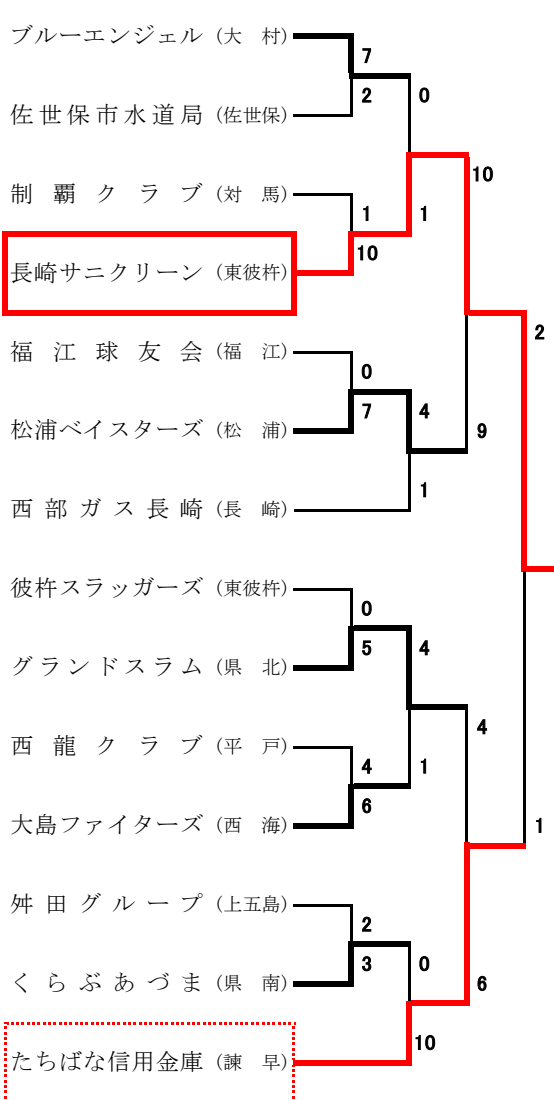 ブルーエンジェル（大　村）
7
2
0
佐世保市水道局（佐世保）
10
制覇クラブ（対　馬）
1
1
10
長崎サニクリーン（東彼杵）
2
福江球友会（福　江）
0
7
4
9
松浦ベイスターズ（松　浦）
1
西部ガス長崎（長　崎）
彼杵スラッガーズ（東彼杵）
0
5
4
グランドスラム（県　北）
4
西龍クラブ（平　戸）
4
1
6
大島ファイターズ（西　海）
1
舛田グループ（上五島）
2
3
0
くらぶあづま（県　南）
6
10
たちばな信用金庫（諫　早）